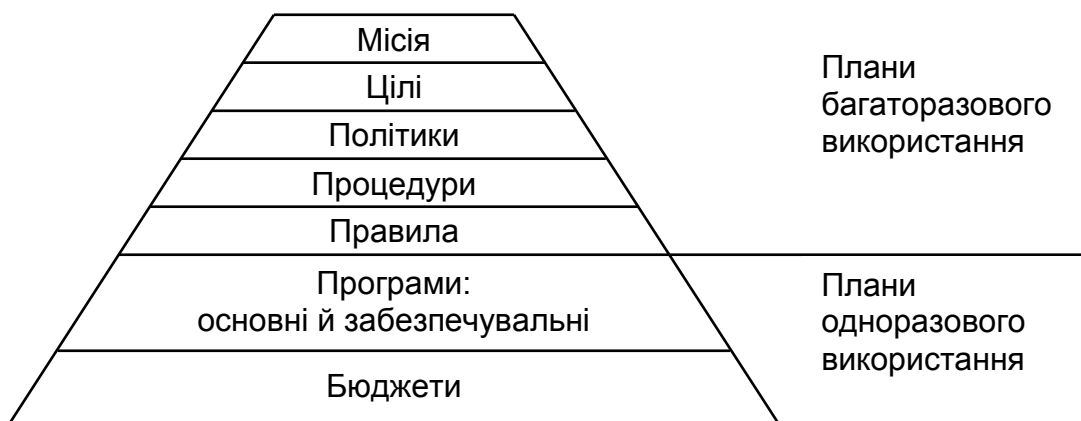 Місія
Цілі
Політики
Процедури
Правила
Програми:
основні й забезпечувальні
Бюджети
Плани
багаторазового
використання
Плани
одноразового
використання